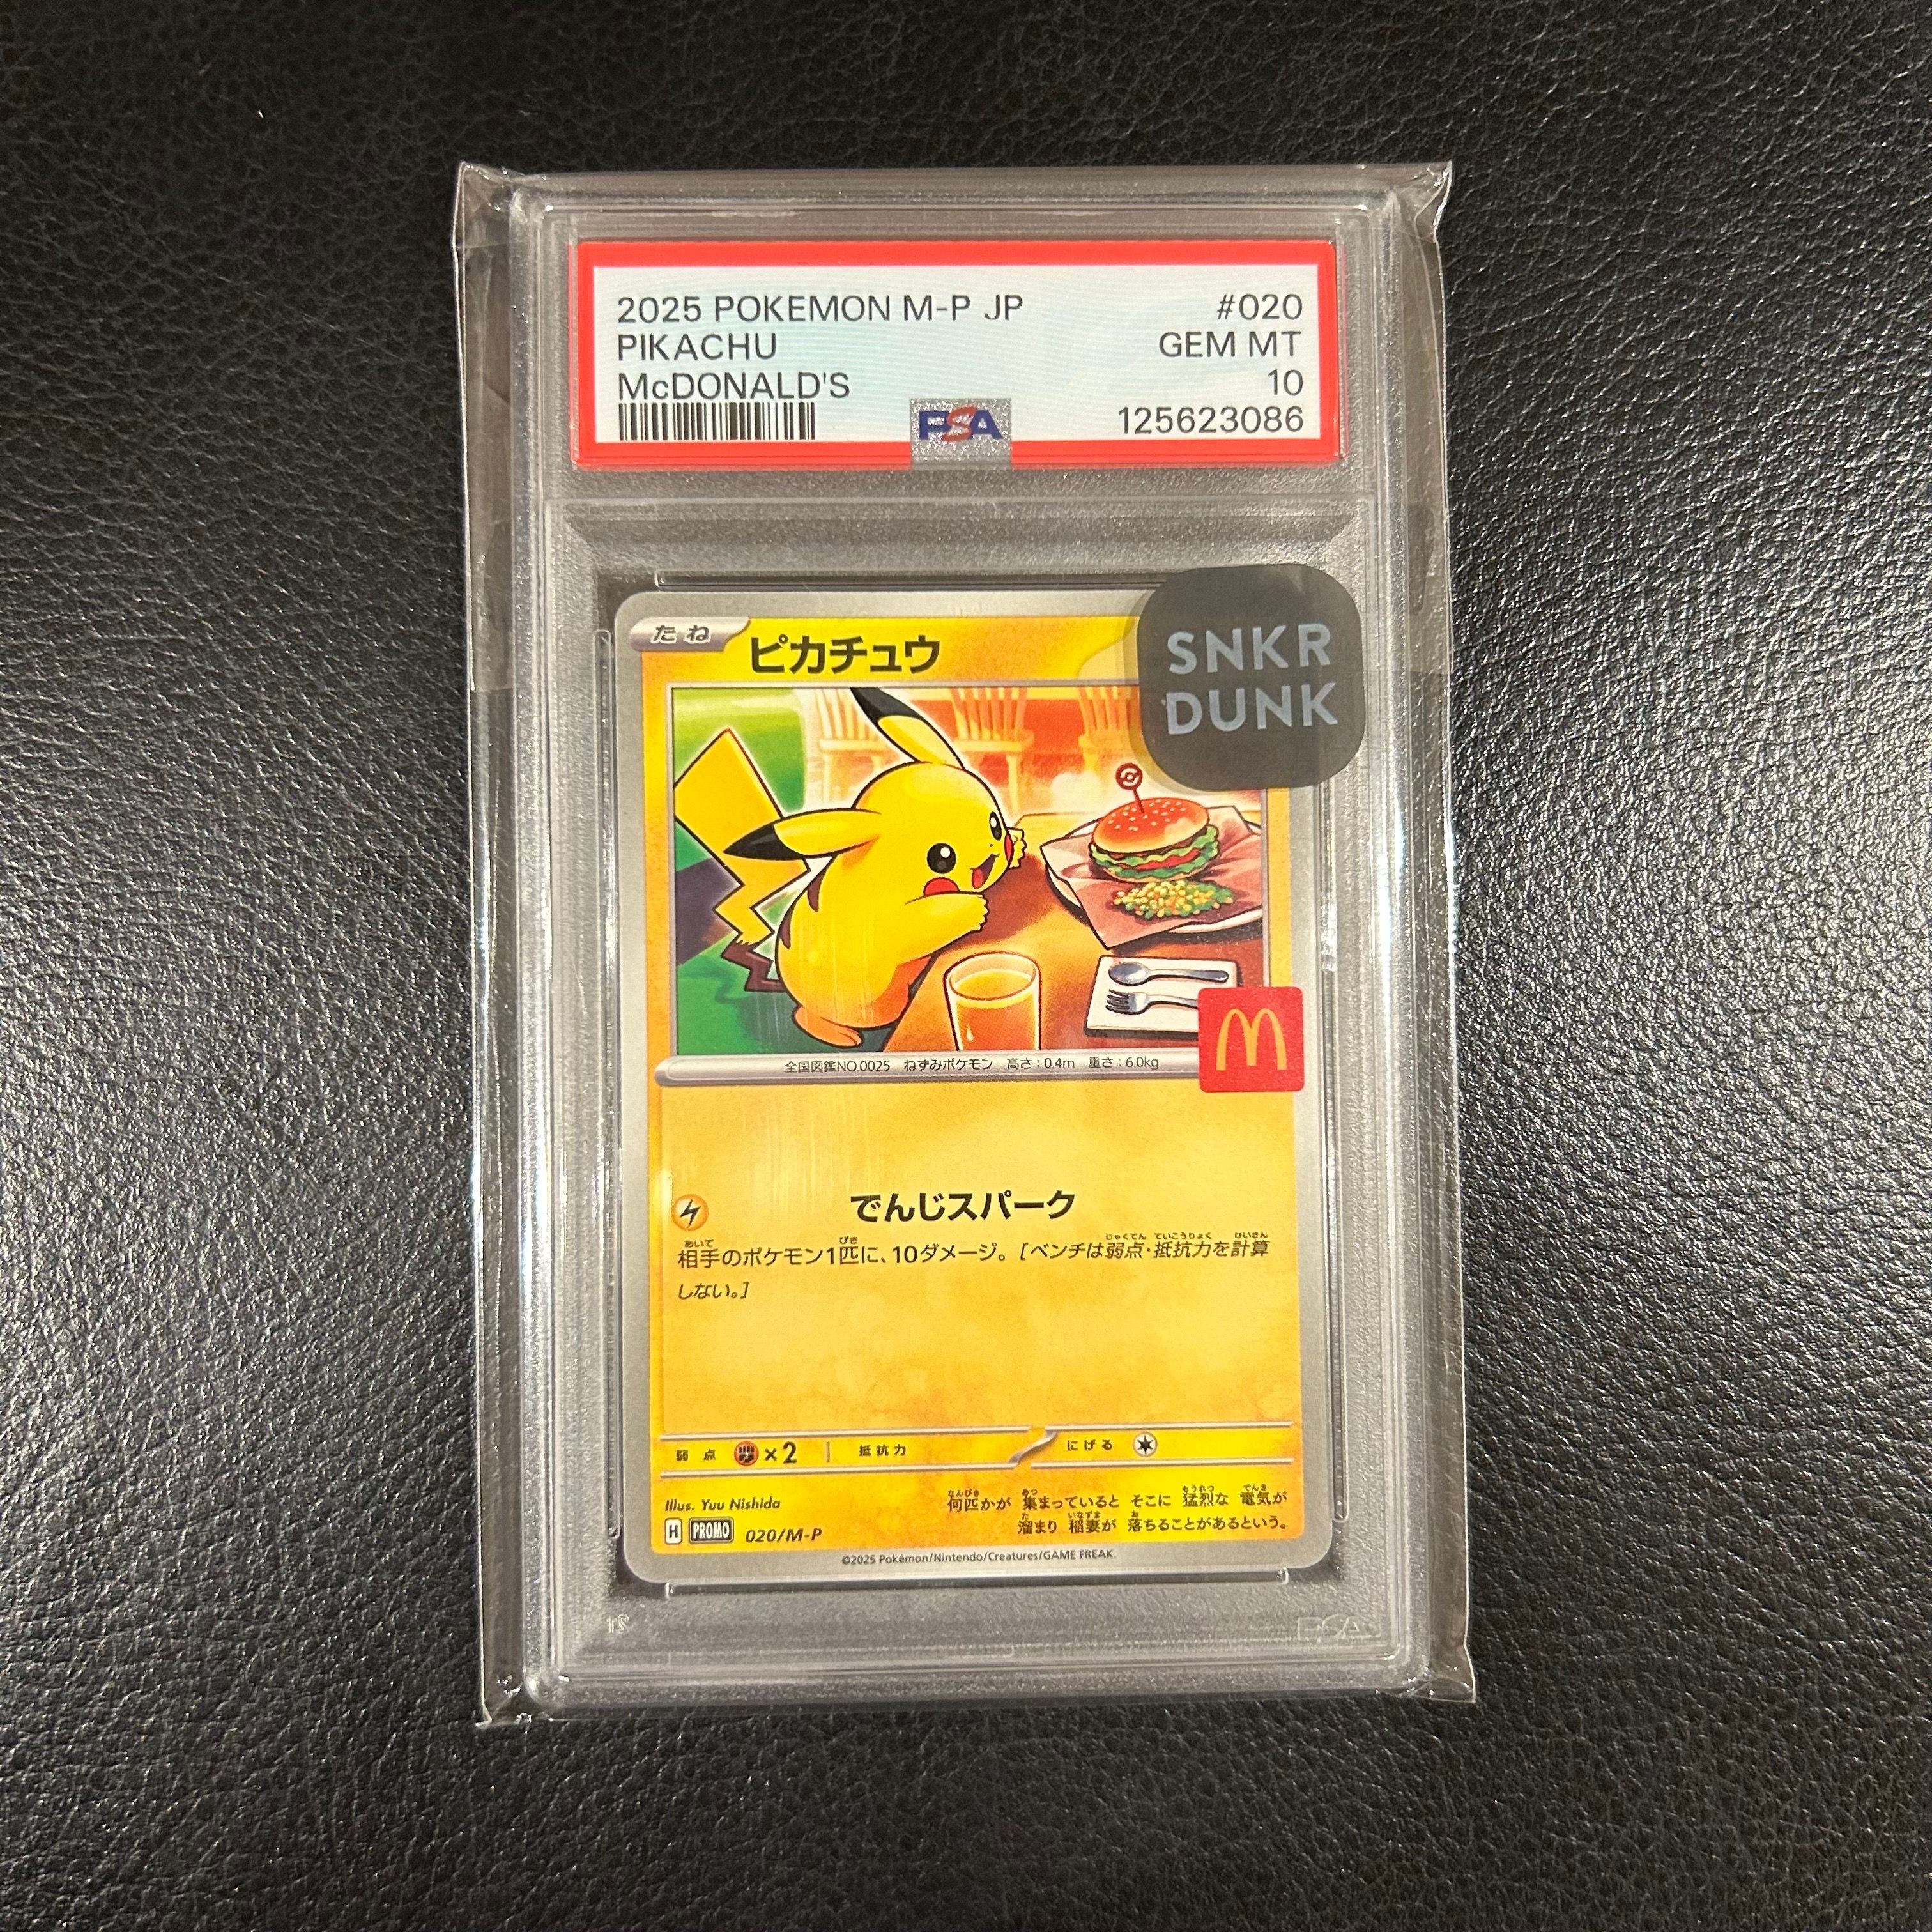 2025 POKEMON M-P JP #020
PIKACHU GEM MT
McDONALD'S 10
PSA 125623086
SNKR
DUNK
たね ピカチュウ
全国図鑑NO.0025 ねずみポケモン 高さ:0.4m 重さ:6.0kg
でんじスパーク
相手のポケモン1匹に、10ダメージ。[ベンチは弱点・抵抗力を計算
しない。]
弱点 ×2 抵抗力 にげる
Illus. Yuu Nishida
何匹かが 集まっていると そこに 猛烈な 電気が
溜まり 稲妻が 落ちることがあるという。
H PROMO 020/M-P
©2025 Pokémon/Nintendo/Creatures/GAME FREAK.
PSA